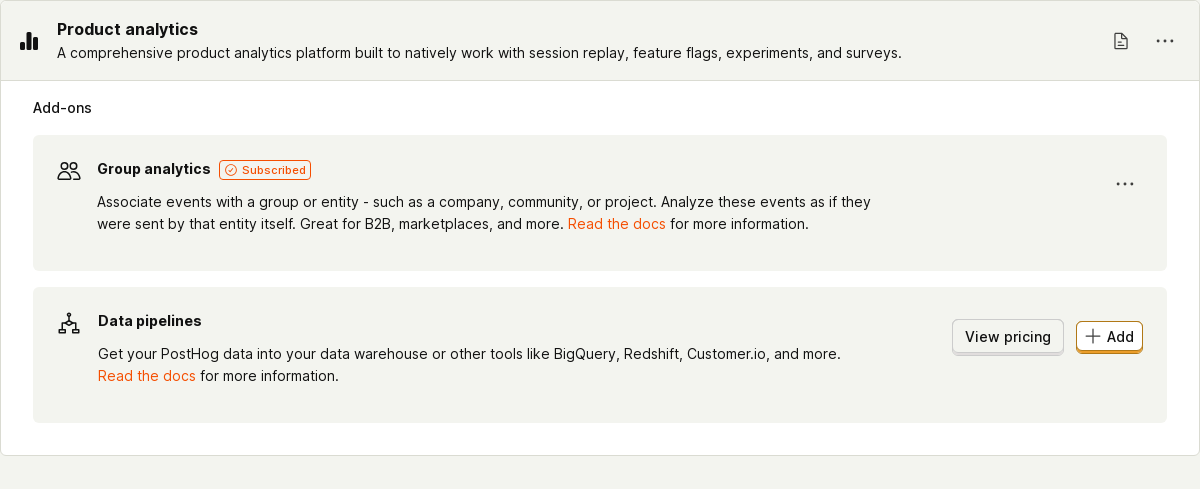 Product analytics
A comprehensive product analytics platform built to natively work with session replay, feature flags, experiments, and surveys.
Add-ons
Group analytics Subscribed
Associate events with a group or entity - such as a company, community, or project. Analyze these events as if they
were sent by that entity itself. Great for B2B, marketplaces, and more. Read the docs for more information.
Data pipelines
Get your PostHog data into your data warehouse or other tools like BigQuery, Redshift, Customer.io, and more.
Read the docs for more information.
View pricing
Add